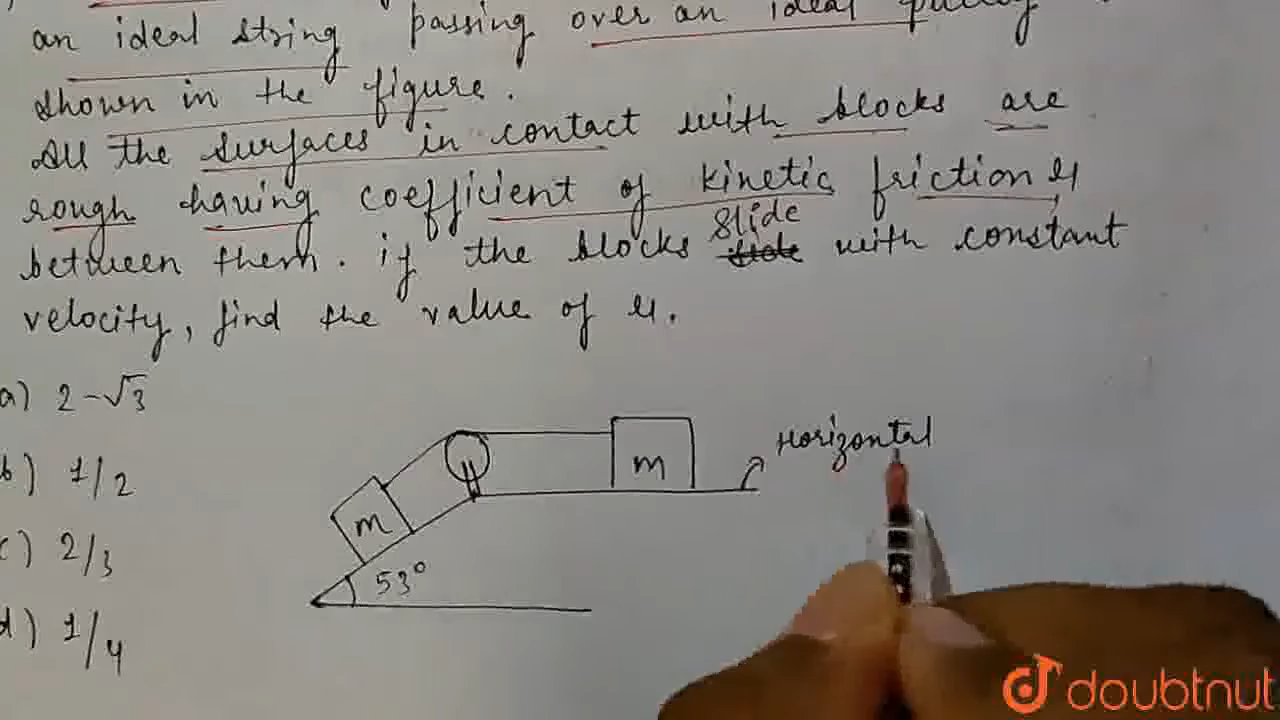 an ideal string passing over an ideal pulley
shown in the figure.
All the surfaces in contact with blocks are
rough having coefficient of kinetic friction μ
between them. if the blocks slide with constant
velocity, find the value of μ.
a) 2-√3
b) 1/2
c) 2/3
d) 1/4
m
m
53°
Horizontal
doubtnut